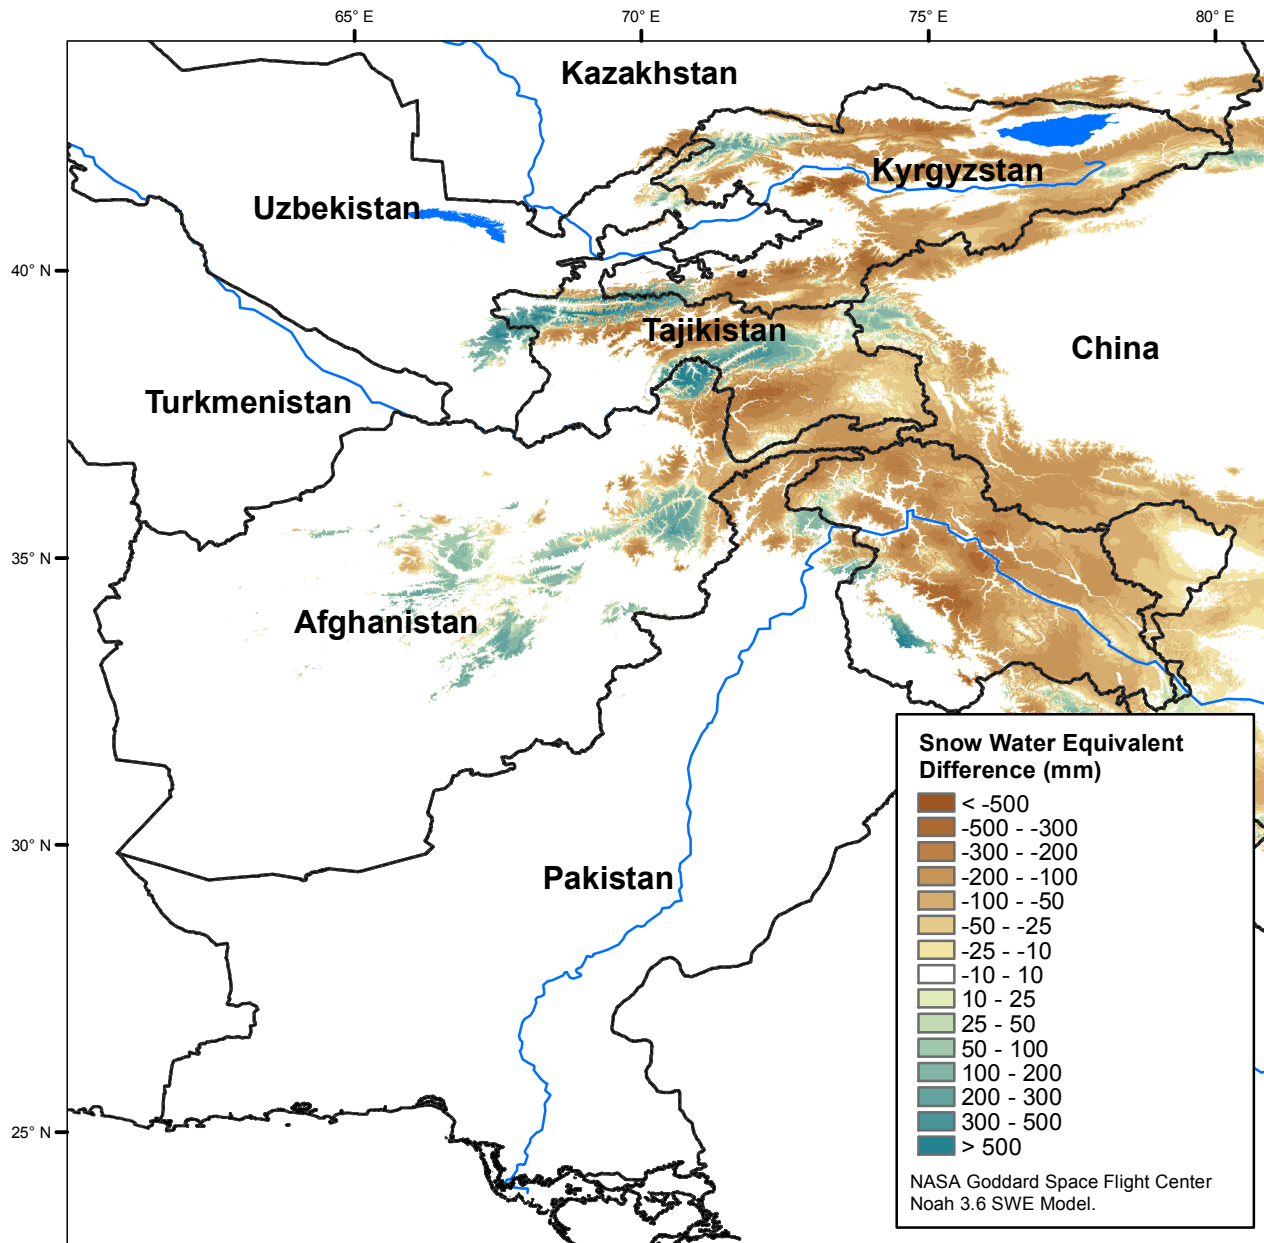 65° E
70° E
75° E
80° E
Kazakhstan
Kyrgyzstan
Uzbekistan
40° N
Tajikistan
China
Turkmenistan
35° N
Afghanistan
30° N
Pakistan
25° N
Snow Water Equivalent
Difference (mm)
< -500
-500 - -300
-300 - -200
-200 - -100
-100 - -50
-50 - -25
-25 - -10
-10 - 10
10 - 25
25 - 50
50 - 100
100 - 200
200 - 300
300 - 500
> 500
NASA Goddard Space Flight Center
Noah 3.6 SWE Model.